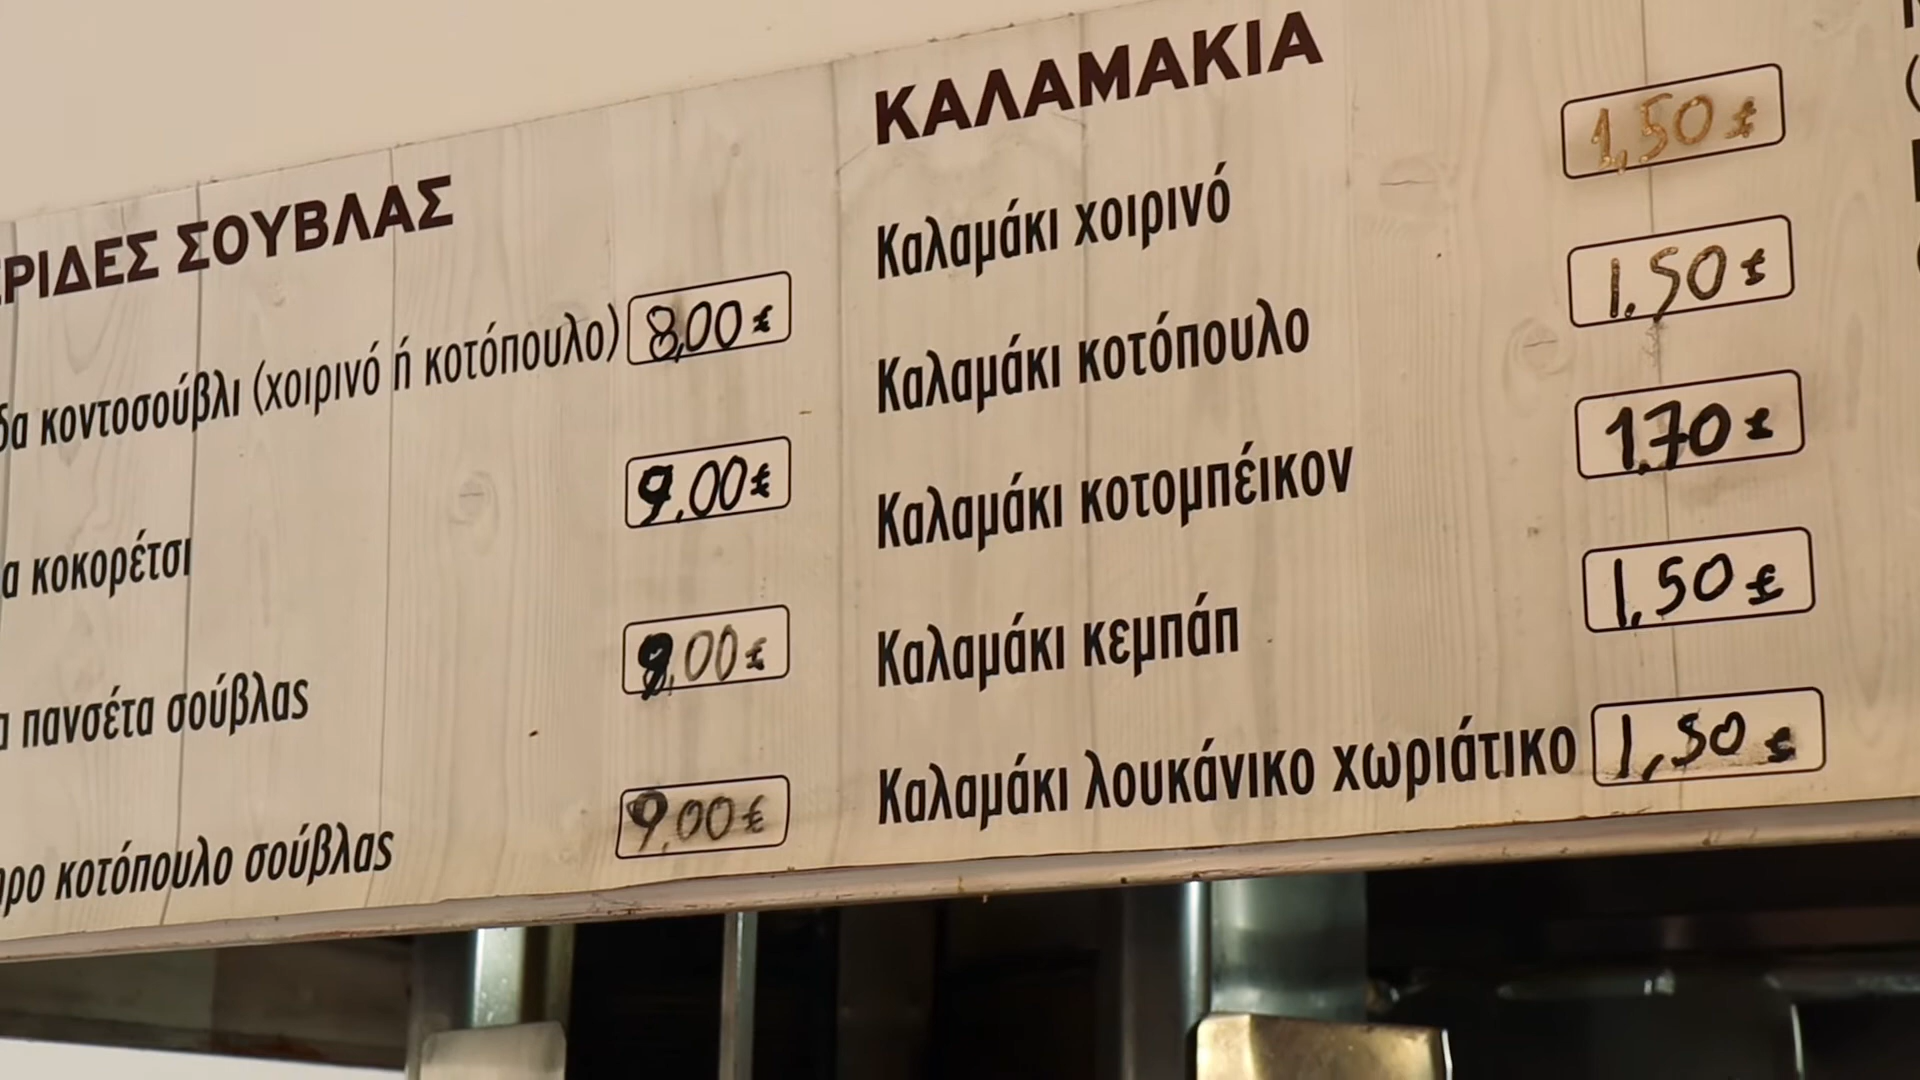 ΡΙΔΕΣ ΣΟΥΒΛΑΣ
δα κοντοσούβλι (χοιρινό ή κοτόπουλο) 8,00 €
α κοκορέτσι 9,00 €
α πανσέτα σούβλας 9,00 €
ρο κοτόπουλο σούβλας 9,00 €
ΚΑΛΑΜΑΚΙΑ
Καλαμάκι χοιρινό 1,50 €
Καλαμάκι κοτόπουλο 1,50 €
Καλαμάκι κοτομπέικον 1,70 €
Καλαμάκι κεμπάπ 1,50 €
Καλαμάκι λουκάνικο χωριάτικο 1,50 €